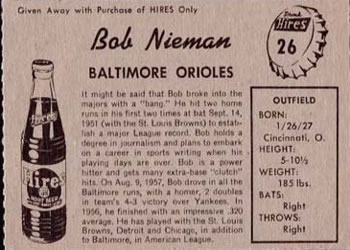 Given Away with Purchase of HIRES Only
Bob Nieman
BALTIMORE ORIOLES
Drink
Hires
26
It might be said that Bob broke into the
majors with a "bang." He hit two home
runs in his first two times at bat Sept. 14,
1951 (with the St. Louis Browns) to estab-
lish a major League record. Bob holds a
degree in journalism and plans to embark
on a career in sports writing when his
playing days are over. Bob is a power
hitter and gets many extra-base "clutch"
hits. On Aug. 9, 1957, Bob drove in all the
Baltimore runs, with a homer, 2 doubles
in team's 4-3 victory over Yankees. In
1956, he finished with an impressive .320
average. He has played with the St. Louis
Browns, Detroit and Chicago, in addition
to Baltimore, in American League.
Hires
ROOT BEER
OUTFIELD
BORN:
1/26/27
Cincinnati, O.
HEIGHT:
5-10½
WEIGHT:
185 lbs.
BATS:
Right
THROWS:
Right